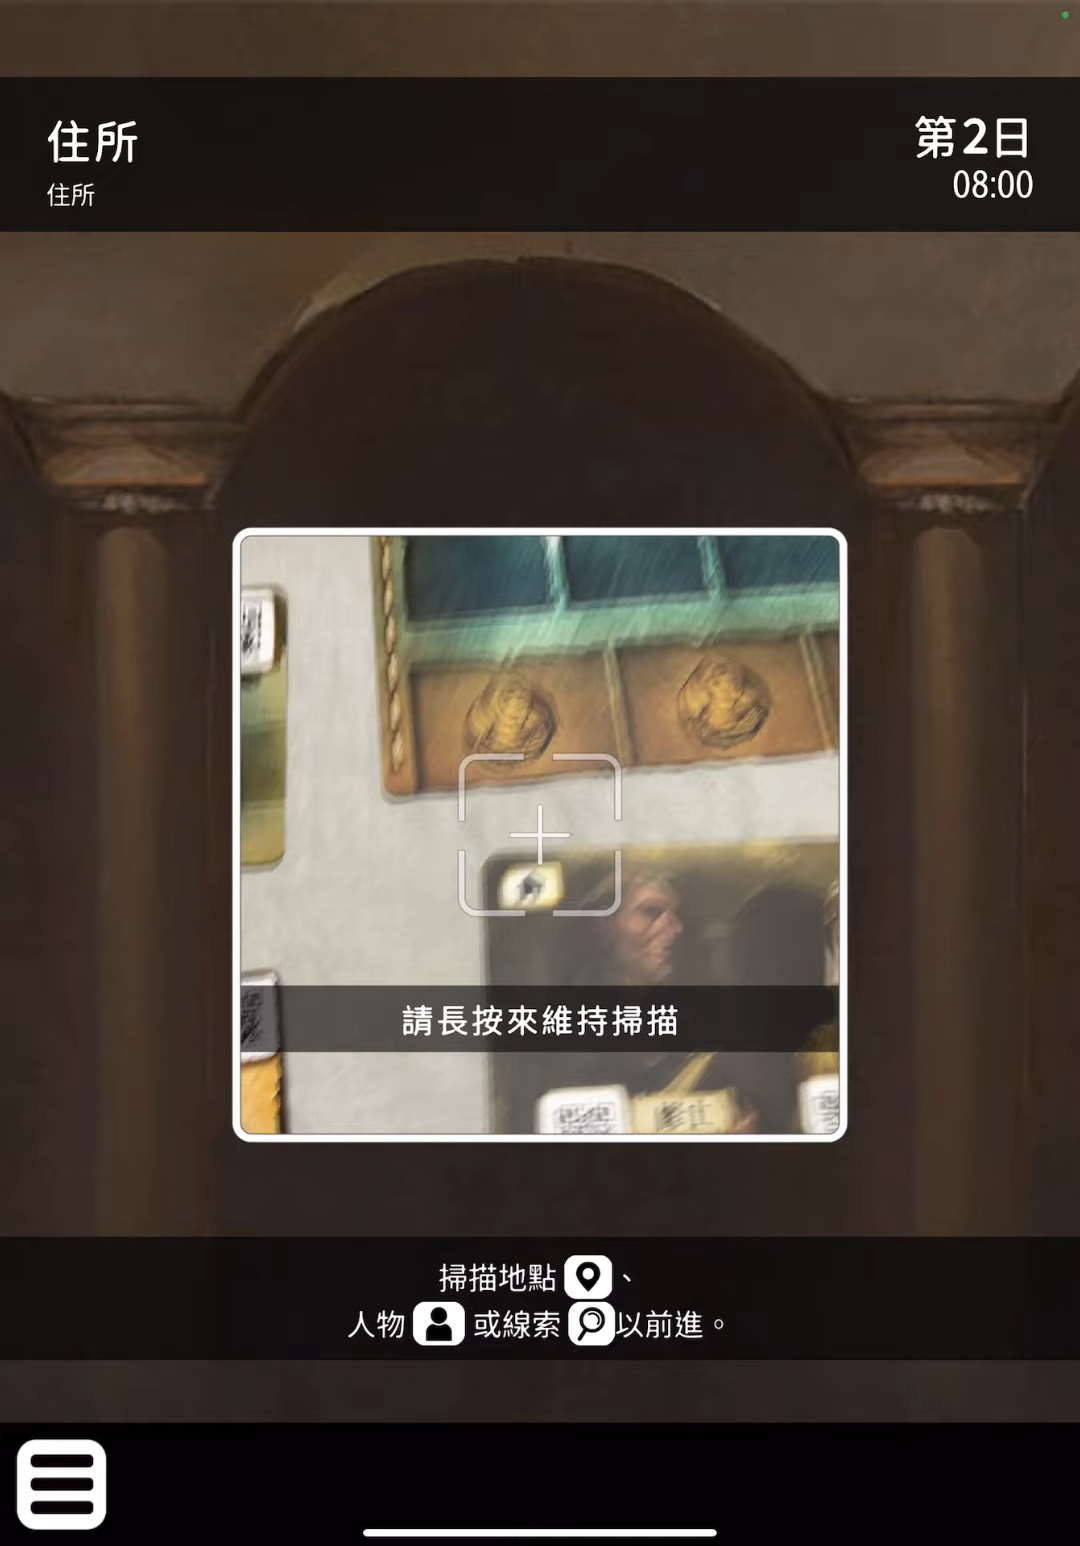 住所
住所
第2日
08:00
請長按來維持掃描
掃描地點、
人物或線索以前進。